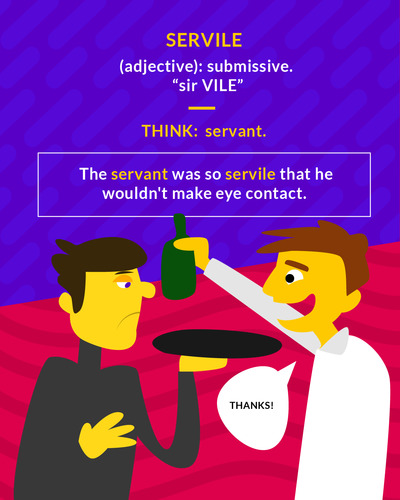 SERVILE
(adjective): submissive.
“sir VILE”
THINK: servant.
The servant was so servile that he
wouldn't make eye contact.
THANKS!